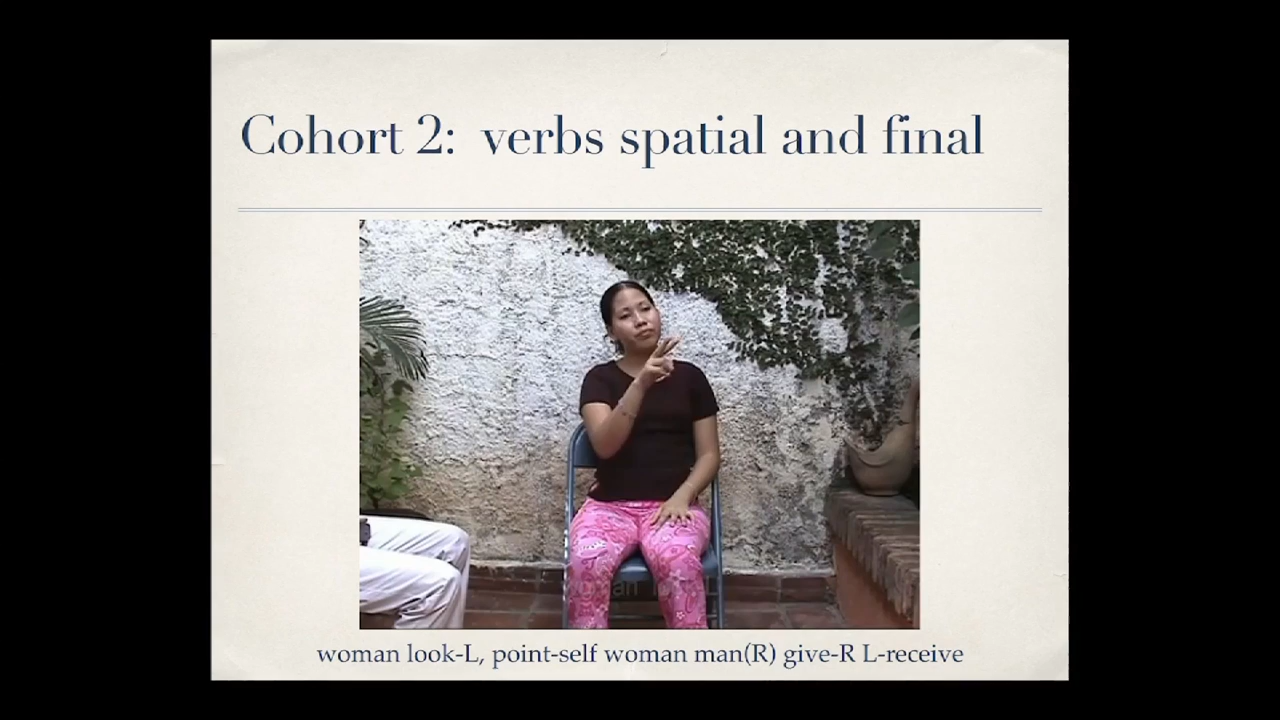 Cohort 2: verbs spatial and final
woman look-L, point-self woman man(R) give-R L-receive